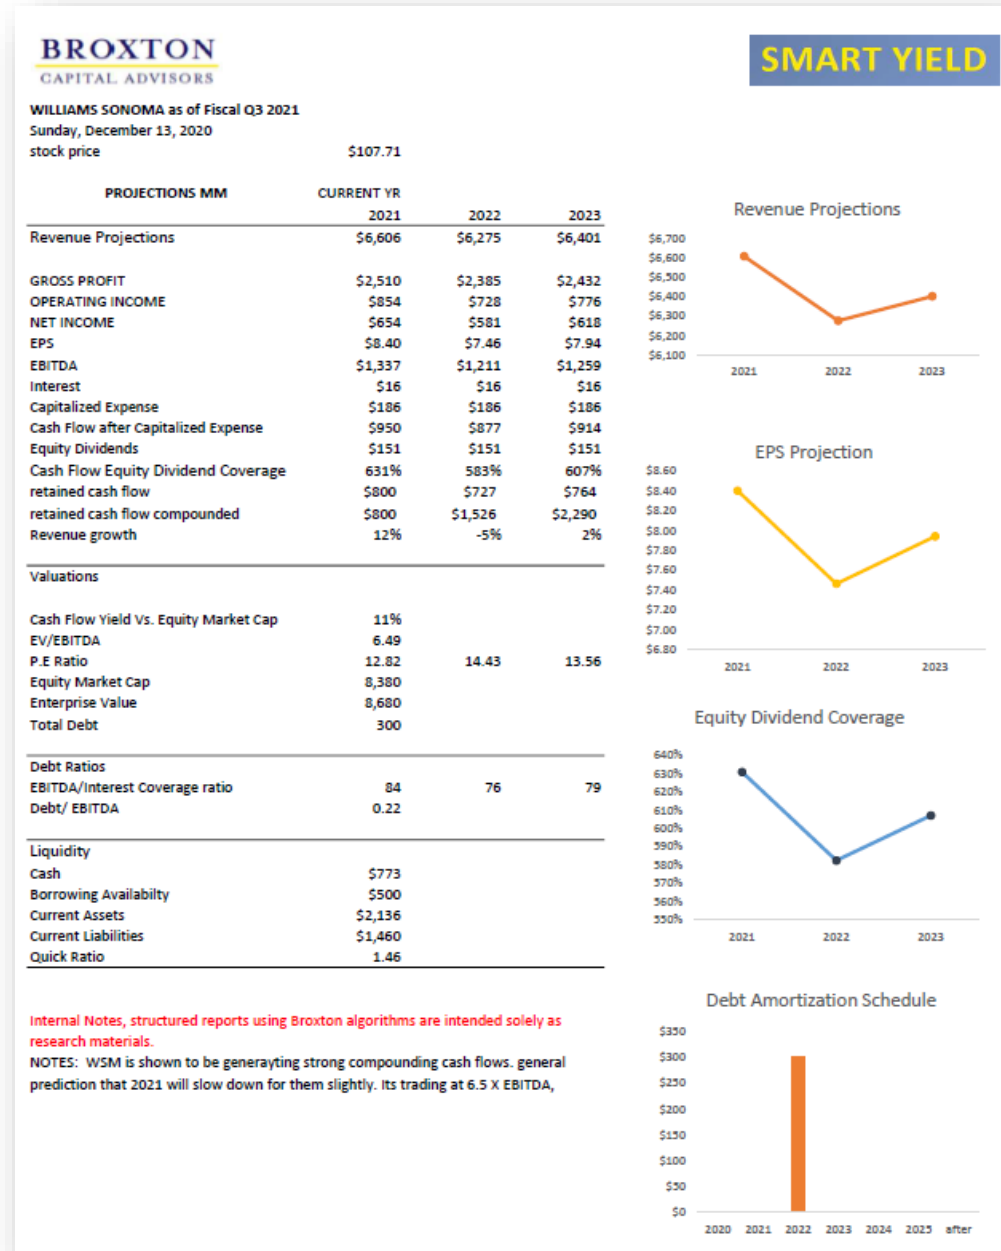 BROXTON
CAPITAL ADVISORS
SMART YIELD
WILLIAMS SONOMA as of Fiscal Q3 2021
Sunday, December 13, 2020
stock price $107.71
PROJECTIONS MM CURRENT YR
2021 2022 2023
Revenue Projections $6,606 $6,275 $6,401
GROSS PROFIT $2,510 $2,385 $2,432
OPERATING INCOME $854 $728 $776
NET INCOME $654 $581 $618
EPS $8.40 $7.46 $7.94
EBITDA $1,337 $1,211 $1,259
Interest $16 $16 $16
Capitalized Expense $186 $186 $186
Cash Flow after Capitalized Expense $950 $877 $914
Equity Dividends $151 $151 $151
Cash Flow Equity Dividend Coverage 631% 583% 607%
retained cash flow $800 $727 $764
retained cash flow compounded $800 $1,526 $2,290
Revenue growth 12% -5% 2%
Valuations
Cash Flow Yield Vs. Equity Market Cap 11%
EV/EBITDA 6.49
P.E Ratio 12.82 14.43 13.56
Equity Market Cap 8,380
Enterprise Value 8,680
Total Debt 300
Debt Ratios
EBITDA/Interest Coverage ratio 84 76 79
Debt/ EBITDA 0.22
Liquidity
Cash $773
Borrowing Availabilty $500
Current Assets $2,136
Current Liabilities $1,460
Quick Ratio 1.46
Internal Notes, structured reports using Broxton algorithms are intended solely as
research materials.
NOTES: WSM is shown to be generayting strong compounding cash flows. general
prediction that 2021 will slow down for them slightly. Its trading at 6.5 X EBITDA,
Revenue Projections
$6,700
$6,600
$6,500
$6,400
$6,300
$6,200
$6,100
2021 2022 2023
EPS Projection
$8.60
$8.40
$8.20
$8.00
$7.80
$7.60
$7.40
$7.20
$7.00
$6.80
2021 2022 2023
Equity Dividend Coverage
640%
630%
620%
610%
600%
590%
580%
570%
560%
550%
2021 2022 2023
Debt Amortization Schedule
$350
$300
$250
$200
$150
$100
$50
$0
2020 2021 2022 2023 2024 2025 after